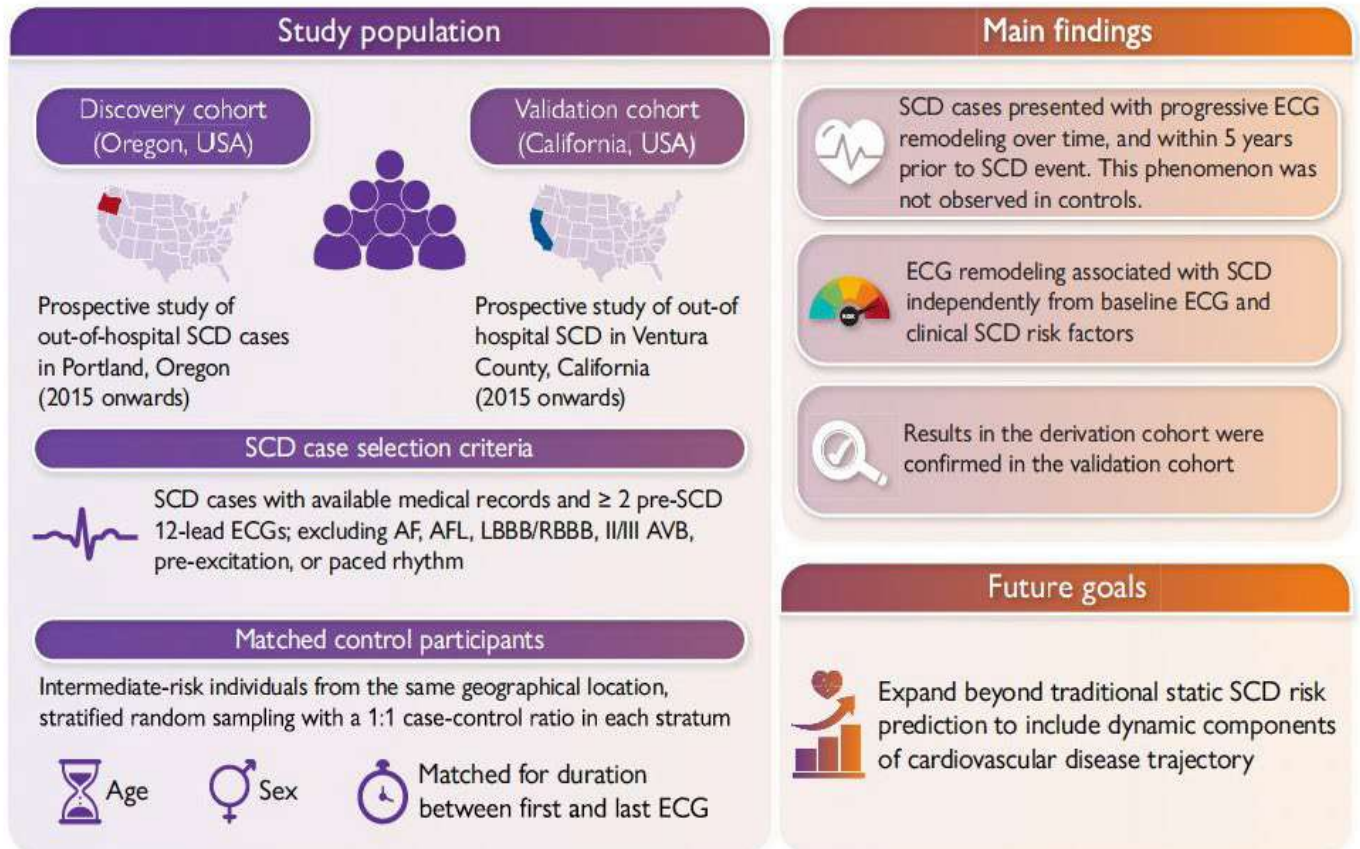 Study population
Discovery cohort
(Oregon, USA)
Validation cohort
(California, USA)
Prospective study of
out-of-hospital SCD cases
in Portland, Oregon
(2015 onwards)
Prospective study of out-of
hospital SCD in Ventura
County, California
(2015 onwards)
SCD case selection criteria
SCD cases with available medical records and ≥ 2 pre-SCD
12-lead ECGs; excluding AF, AFL, LBBB/RBBB, II/III AVB,
pre-excitation, or paced rhythm
Matched control participants
Intermediate-risk individuals from the same geographical location,
stratified random sampling with a 1:1 case-control ratio in each stratum
Age
Sex
Matched for duration
between first and last ECG
Main findings
SCD cases presented with progressive ECG
remodeling over time, and within 5 years
prior to SCD event. This phenomenon was
not observed in controls.
RISK
ECG remodeling associated with SCD
independently from baseline ECG and
clinical SCD risk factors
Results in the derivation cohort were
confirmed in the validation cohort
Future goals
Expand beyond traditional static SCD risk
prediction to include dynamic components
of cardiovascular disease trajectory